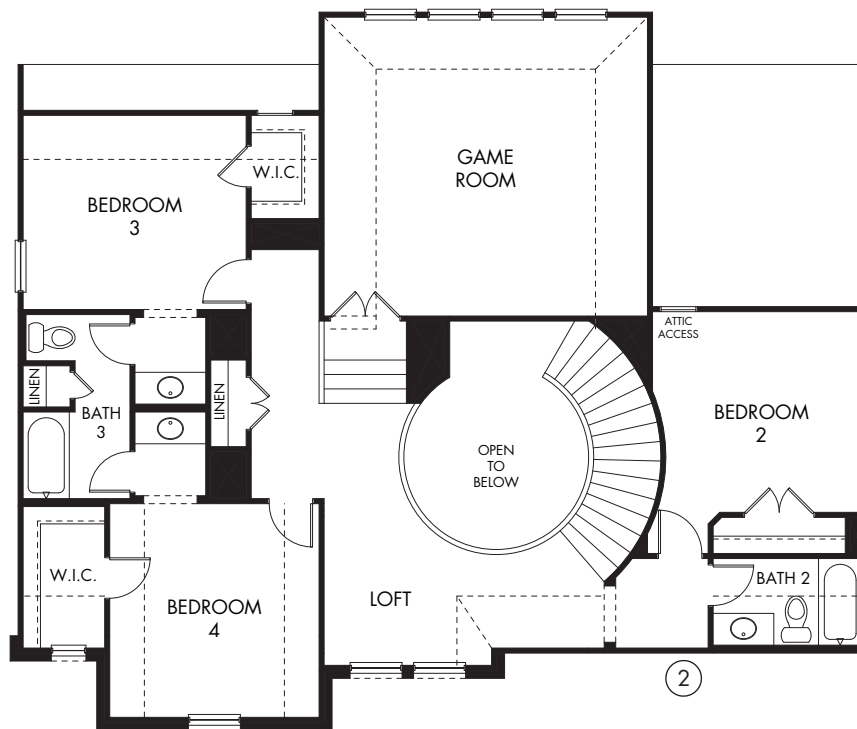 GAME
ROOM
W.I.C.
BEDROOM
3
ATTIC
ACCESS
LINEN
LINEN
BATH
3
BEDROOM
2
OPEN
TO
BELOW
W.I.C.
BEDROOM
4
LOFT
BATH 2
2